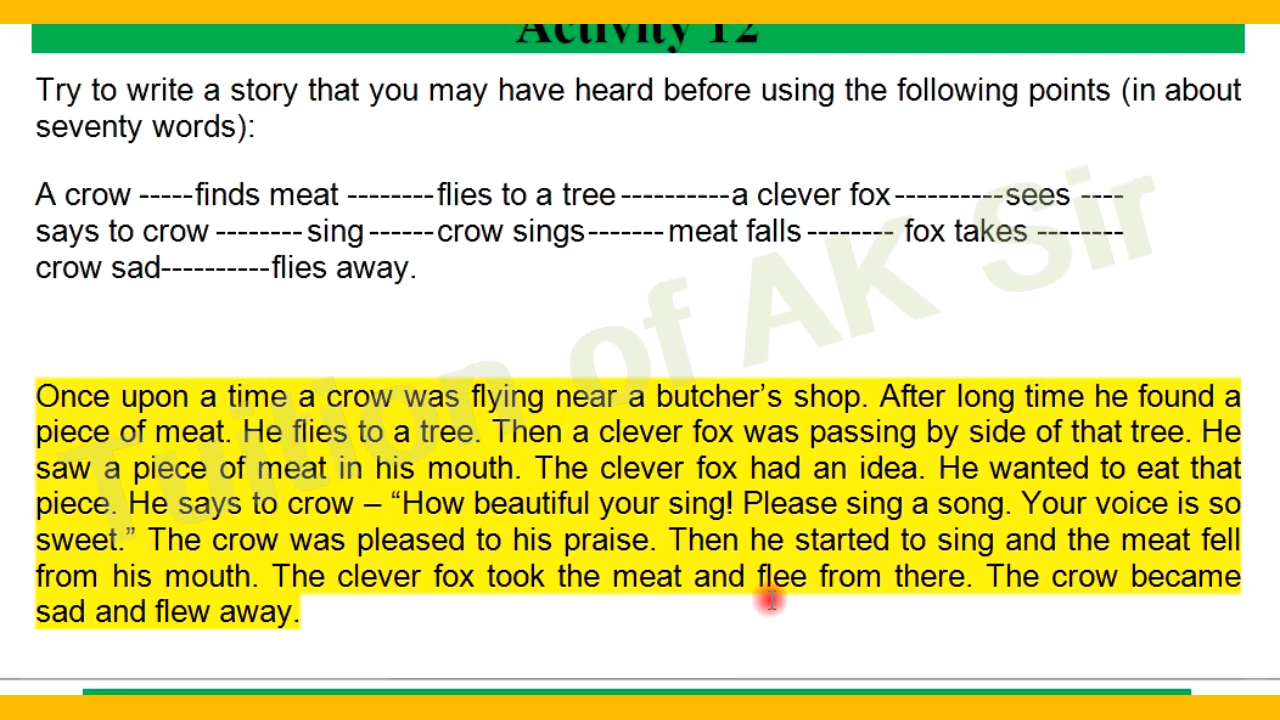 Activity 12
Try to write a story that you may have heard before using the following points (in about
seventy words):
A crow -----finds meat --------flies to a tree----------a clever fox----------sees ----
says to crow --------sing------crow sings-------meat falls-------- fox takes --------
crow sad----------flies away.
Once upon a time a crow was flying near a butcher’s shop. After long time he found a
piece of meat. He flies to a tree. Then a clever fox was passing by side of that tree. He
saw a piece of meat in his mouth. The clever fox had an idea. He wanted to eat that
piece. He says to crow – “How beautiful your sing! Please sing a song. Your voice is so
sweet.” The crow was pleased to his praise. Then he started to sing and the meat fell
from his mouth. The clever fox took the meat and flee from there. The crow became
sad and flew away.
Tuition of AK Sir